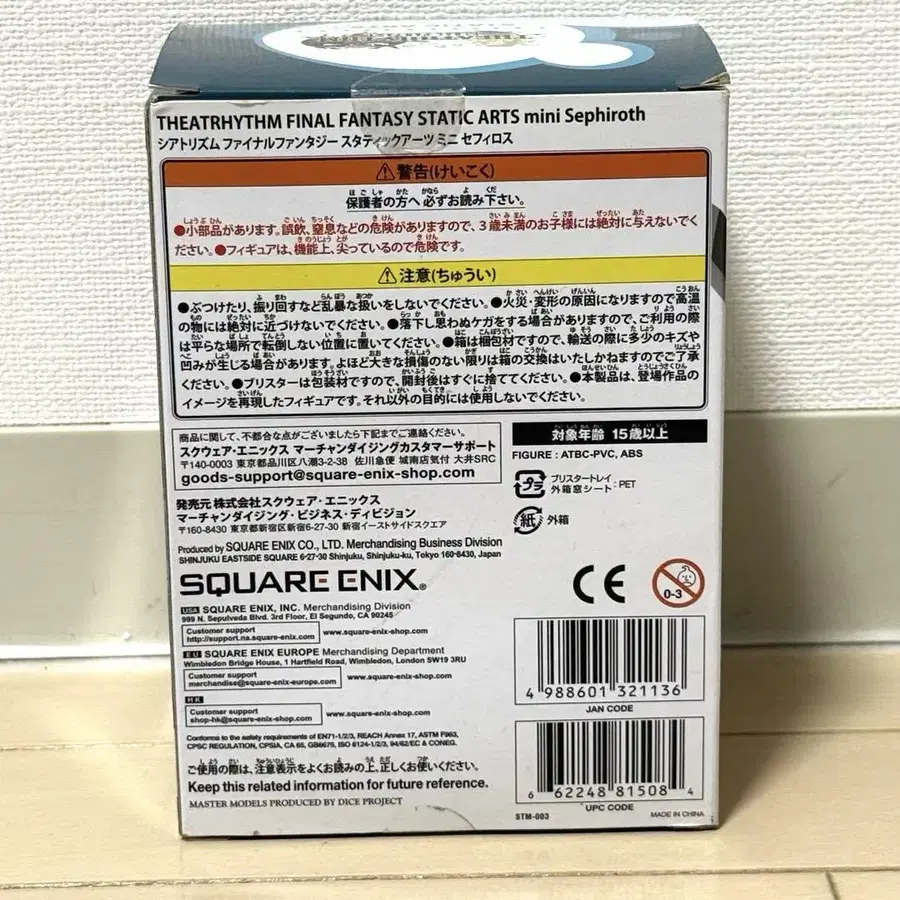 THEATRHYTHM FINAL FANTASY STATIC ARTS mini Sephiroth
シアトリズム ファイナルファンタジー スタティックアーツ ミニ セフィロス
⚠警告(けいこく)
保護者の方へ 必ずお読み下さい。
●小部品があります。誤飲、窒息などの危険がありますので、3歳未満のお子様には絶対に与えないでく
ださい。●フィギュアは、機能上、尖っているので危険です。
⚠注意(ちゅうい)
●ぶつけたり、振り回すなど乱暴な扱いをしないでください。●火災・変形の原因になりますので高温
の物には絶対に近づけないでください。●落下し思わぬケガをする場合がありますので、ご利用の際
は平らな場所で転倒しない位置に置いてください。●箱は梱包材ですので、輸送の際に多少のキズや
凹みが生じる場合があります。よほど大きな損傷のない限りは箱の交換はいたしかねますのでご了承
ください。●ブリスターは包装材ですので、開封後はすぐに捨ててください。●本製品は、登場作品の
イメージを再現したフィギュアです。それ以外の目的には使用しないでください。
商品に関して、不都合な点がございましたら下記までご連絡ください。
スクウェア・エニックス マーチャンダイジングカスタマーサポート
〒140-0003 東京都品川区八潮3-2-38 佐川急便 城南店気付 大井SRC
goods-support@square-enix-shop.com
対象年齢 15歳以上
FIGURE : ATBC-PVC, ABS
プラ
ブリスタートレイ
外箱窓シート : PET
紙
外箱
発売元 株式会社スクウェア・エニックス
マーチャンダイジング・ビジネス・ディビジョン
〒160-8430 東京都新宿区新宿6-27-30 新宿イーストサイドスクエア
Produced by SQUARE ENIX CO., LTD. Merchandising Business Division
SHINJUKU EASTSIDE SQUARE 6-27-30 Shinjuku, Shinjuku-ku, Tokyo 160-8430, Japan
SQUARE ENIX®
CE
0-3
USA SQUARE ENIX, INC. Merchandising Division
999 N. Sepulveda Blvd. 3rd Floor, El Segundo, CA 90245
Customer support
http://support.na.square-enix.com
www.square-enix-shop.com
EU SQUARE ENIX EUROPE Merchandising Department
Wimbledon Bridge House, 1 Hartfield Road, Wimbledon, London SW19 3RU
Customer support
merchandise@square-enix-europe.com
www.square-enix-shop.com
HK
Customer support
shop-hk@square-enix-shop.com
www.square-enix-shop.com
4 988601 321136
JAN CODE
Conforme to the safety requirements of EN71-1/2/3, REACH Annex 17, ASTM F963,
CPSC REGULATION, CPSIA, CA 65, GB6675, ISO 8124-1/2/3, 94/62/EC & CONEG.
ご使用の際は、注意表示をよくお読みの上、正しくお使いください。
Keep this related information for future reference.
MASTER MODELS PRODUCED BY DICE PROJECT
6 62248 81508 4
UPC CODE
STM-003
MADE IN CHINA